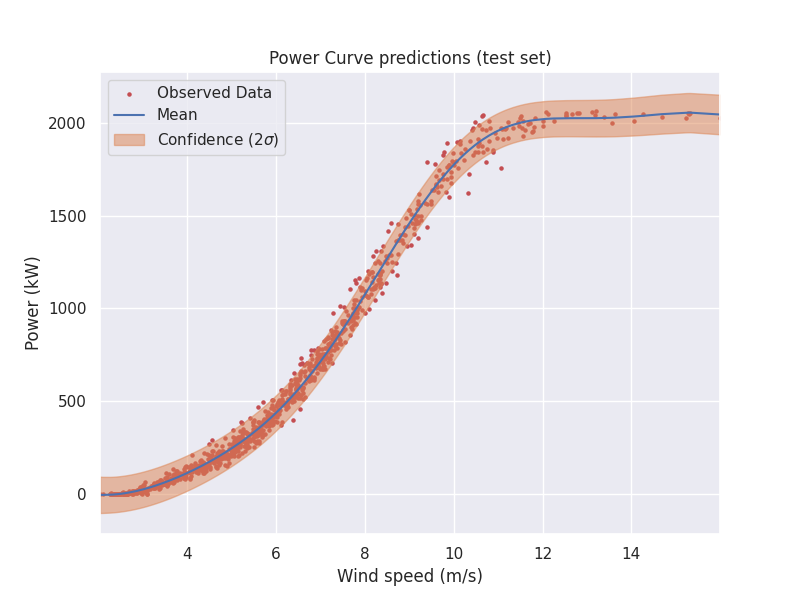 Power Curve predictions (test set)
Observed Data
Mean
Confidence (2σ)
2000
1500
1000
500
0
Power (kW)
4 6 8 10 12 14
Wind speed (m/s)